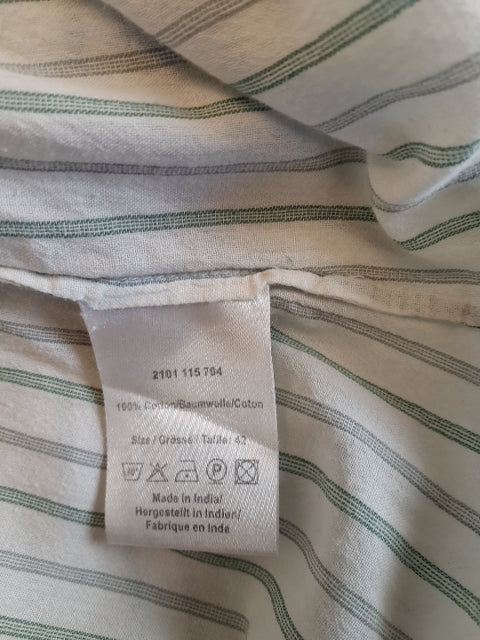 2101 115 704
100% Cotton/Baumwolle/Coton
Size / Grösse / Taille: 42
30°
P
Made in India/
Hergestellt in Indien/
Fabrique en Inde